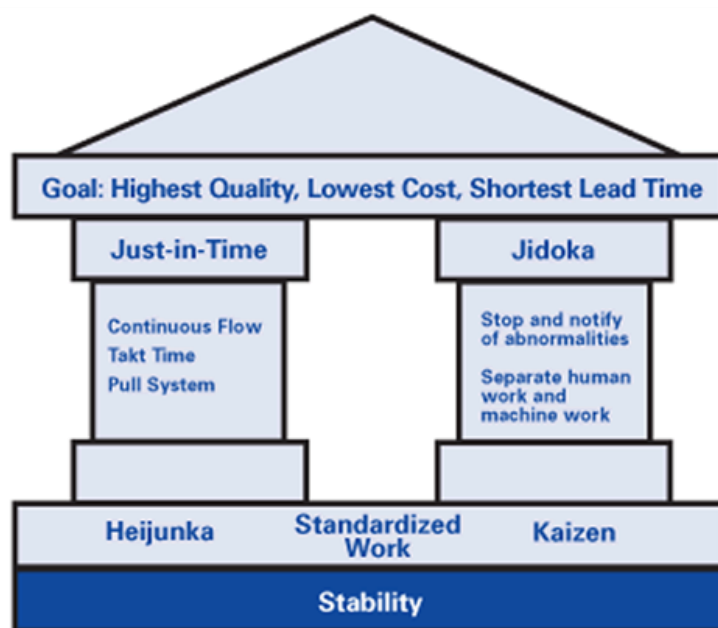 Goal: Highest Quality, Lowest Cost, Shortest Lead Time
Just-in-Time
Continuous Flow
Takt Time
Pull System
Jidoka
Stop and notify
of abnormalities
Separate human
work and
machine work
Heijunka
Standardized
Work
Kaizen
Stability